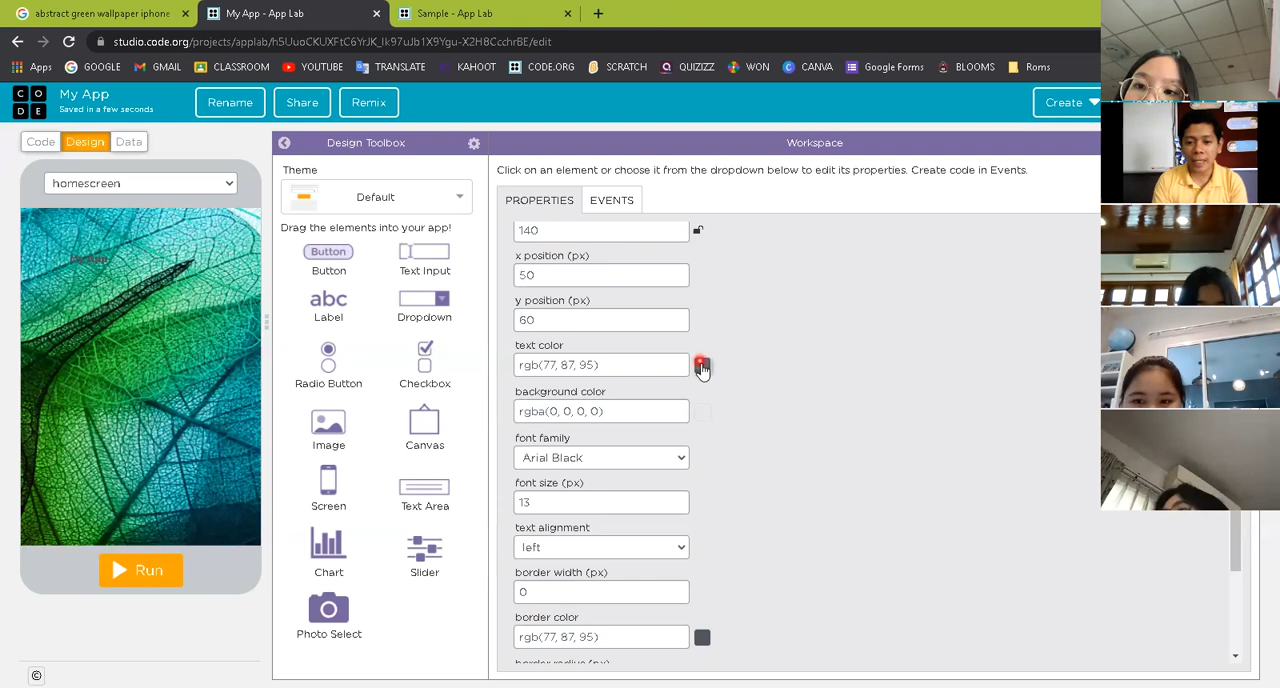 abstract green wallpaper iphone
My App - App Lab
Sample - App Lab
studio.code.org/projects/applab/h5UuoCKUXFtC6YrJK_Ik97uJb1X9Ygu-X2H8CcchrBE/edit
Apps GOOGLE GMAIL CLASSROOM YOUTUBE TRANSLATE KAHOOT CODE.ORG SCRATCH QUIZIZZ WON CANVA Google Forms BLOOMS Roms
C O
D E
My App
Saved in a few seconds
Rename
Share
Remix
Create
Code Design Data
homescreen
My App
Run
Design Toolbox
Theme
Default
Drag the elements into your app!
Button
Button
Text Input
abc
Label
Dropdown
Radio Button
Checkbox
Image
Canvas
Screen
Text Area
Chart
Slider
Photo Select
Workspace
Click on an element or choose it from the dropdown below to edit its properties. Create code in Events.
PROPERTIES EVENTS
140
x position (px)
50
y position (px)
60
text color
rgb(77, 87, 95)
background color
rgba(0, 0, 0, 0)
font family
Arial Black
font size (px)
13
text alignment
left
border width (px)
0
border color
rgb(77, 87, 95)
border radius (px)
©